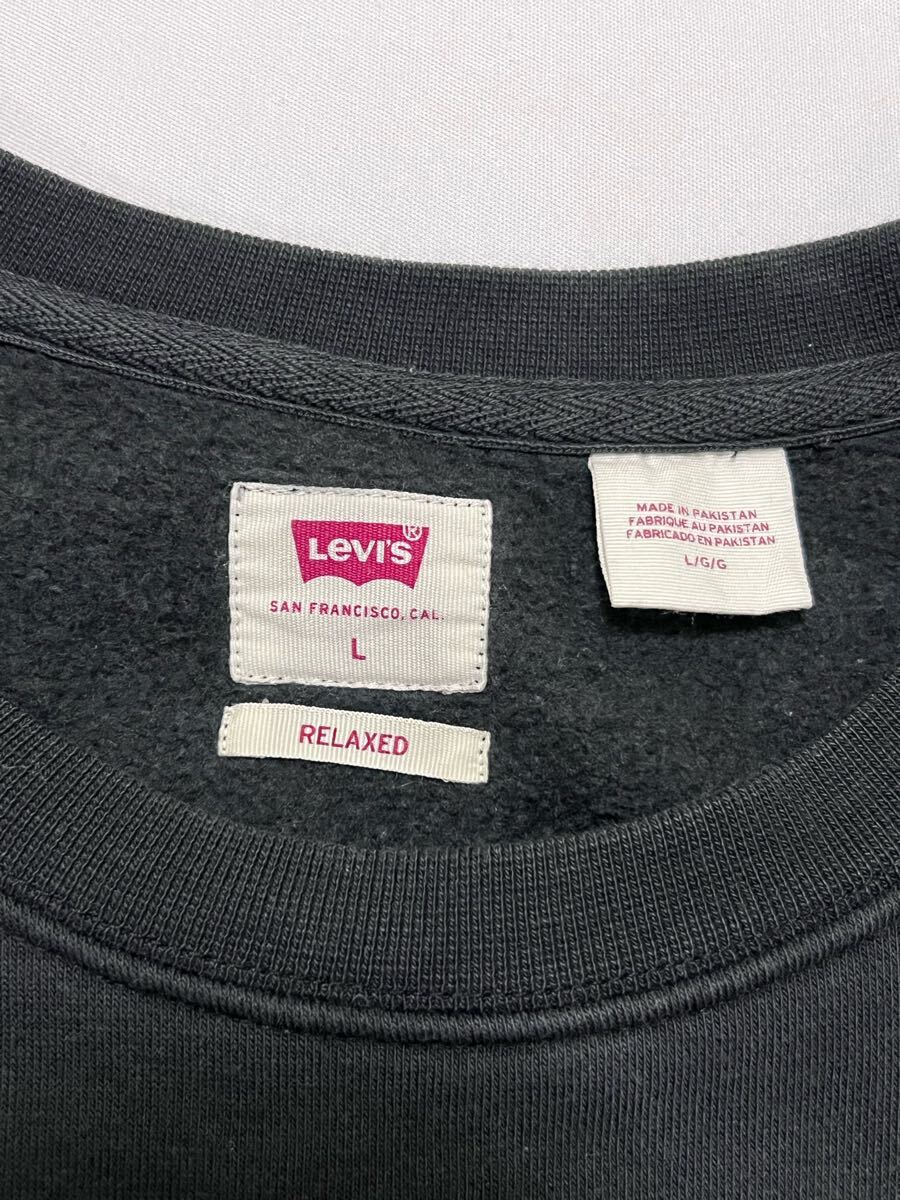 LEVI'S®
SAN FRANCISCO, CAL.
L
RELAXED
MADE IN PAKISTAN
FABRIQUE AU PAKISTAN
FABRICADO EN PAKISTAN
L/G/G